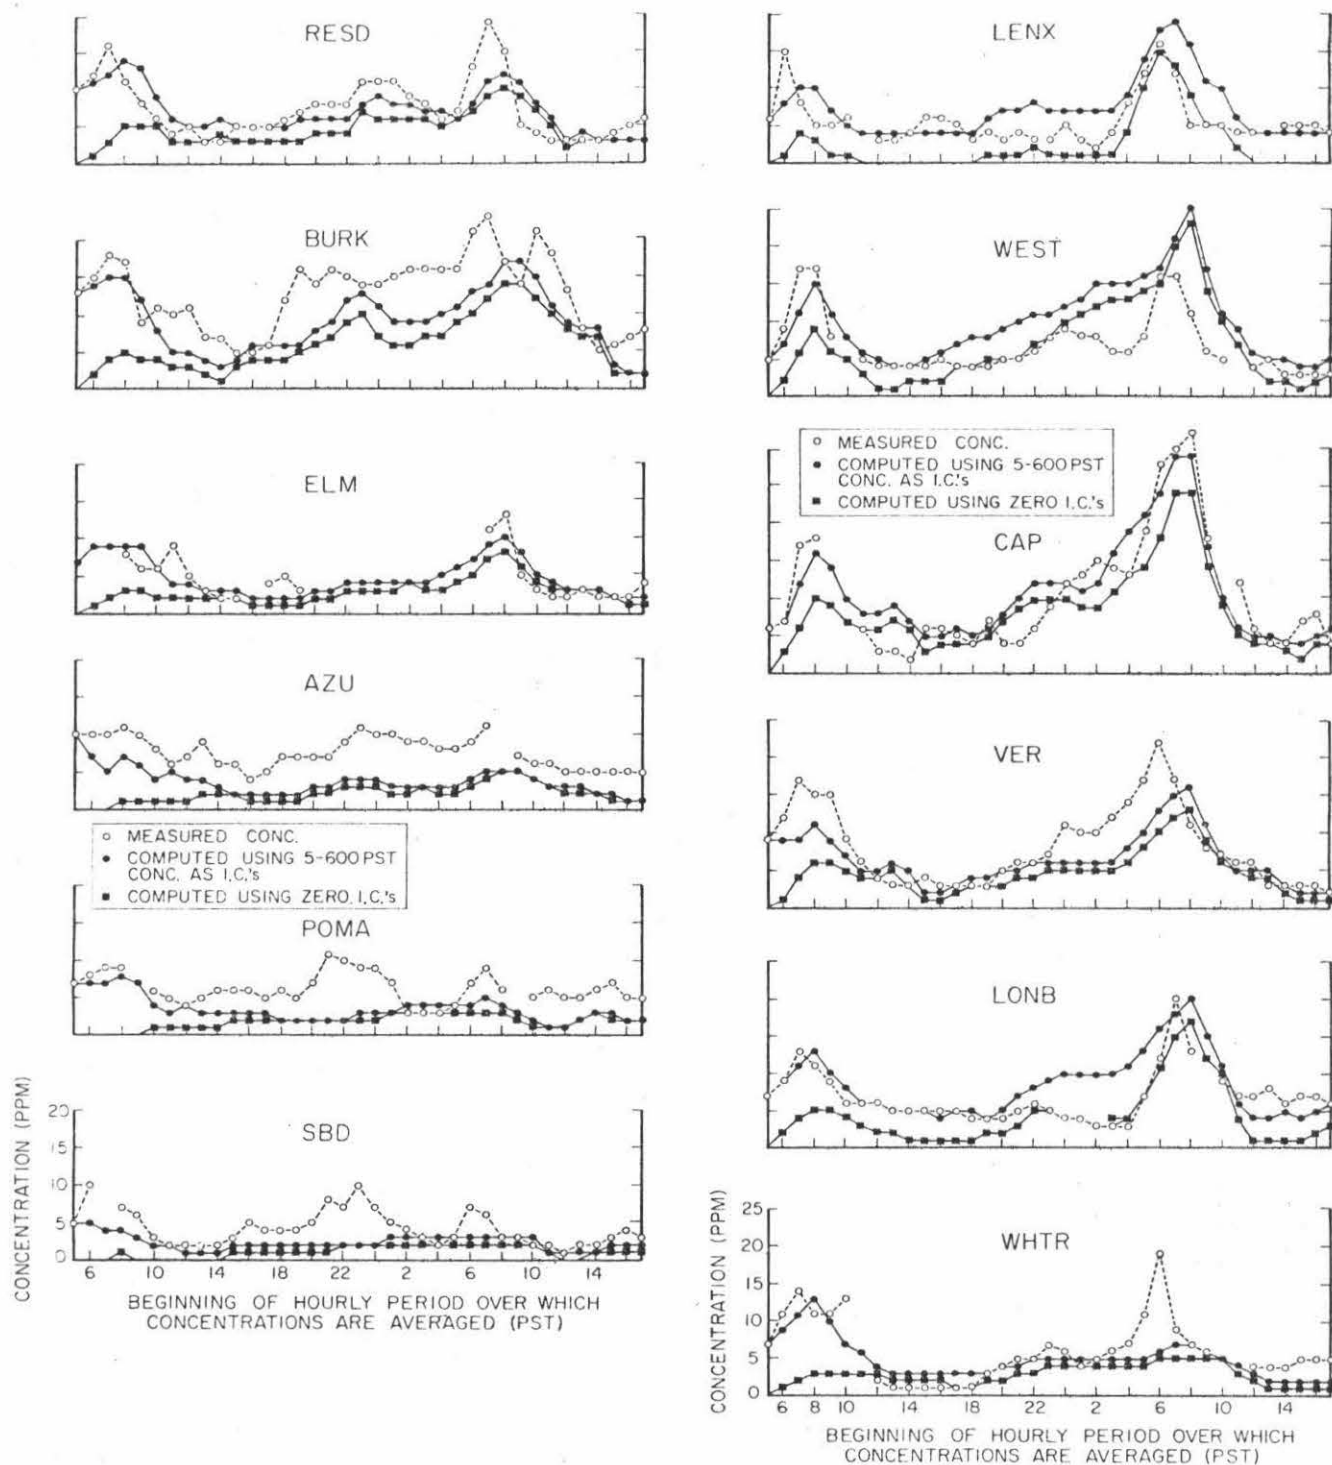 RESD
BURK
ELM
AZU
○ MEASURED CONC.
● COMPUTED USING 5-600 PST
CONC. AS I.C.'s
■ COMPUTED USING ZERO I.C.'s
POMA
SBD
CONCENTRATION (PPM)
20
15
10
5
0
6 10 14 18 22 2 6 10 14
BEGINNING OF HOURLY PERIOD OVER WHICH
CONCENTRATIONS ARE AVERAGED (PST)
LENX
WEST
○ MEASURED CONC.
● COMPUTED USING 5-600 PST
CONC. AS I.C.'s
■ COMPUTED USING ZERO I.C.'s
CAP
VER
LONB
WHTR
CONCENTRATION (PPM)
25
20
15
10
5
0
6 8 10 14 18 22 2 6 10 14
BEGINNING OF HOURLY PERIOD OVER WHICH
CONCENTRATIONS ARE AVERAGED (PST)